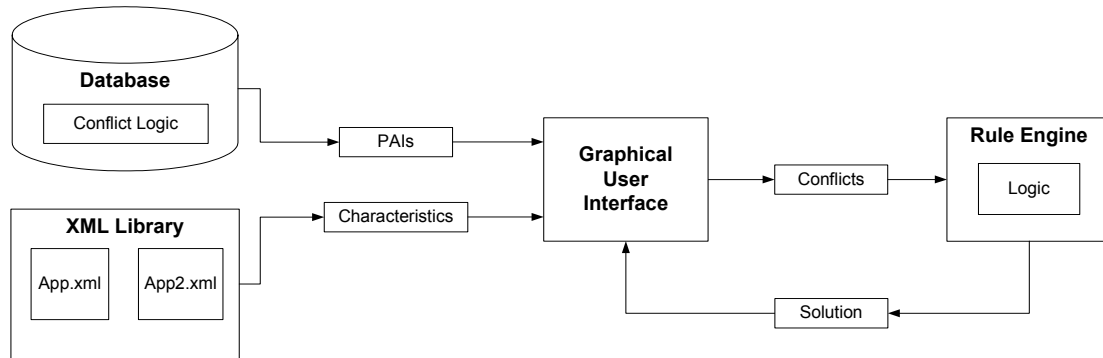 Database
Conflict Logic
PAIs
XML Library
App.xml
App2.xml
Characteristics
Graphical
User
Interface
Conflicts
Rule Engine
Logic
Solution